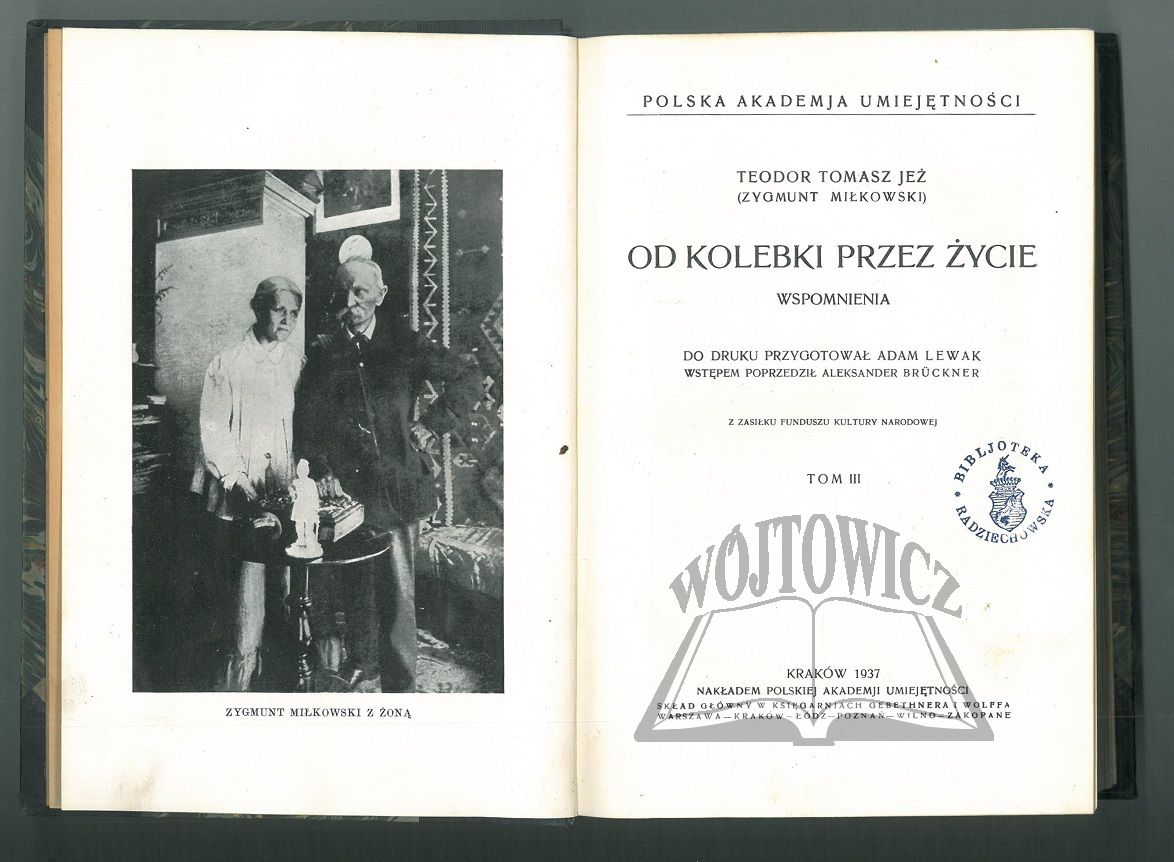 ZYGMUNT MIŁKOWSKI Z ŻONĄ
POLSKA AKADEMJA UMIEJĘTNOŚCI
TEODOR TOMASZ JEŻ
(ZYGMUNT MIŁKOWSKI)
OD KOLEBKI PRZEZ ŻYCIE
WSPOMNIENIA
DO DRUKU PRZYGOTOWAŁ ADAM LEWAK
WSTĘPEM POPRZEDZIŁ ALEKSANDER BRÜCKNER
Z ZASIŁKU FUNDUSZU KULTURY NARODOWEJ
TOM III
BIBLJOTEKA
RADZIECHOWSKA
WÓJTOWICZ
KRAKÓW 1937
NAKŁADEM POLSKIEJ AKADEMJI UMIEJĘTNOŚCI
SKŁAD GŁÓWNY W KSIĘGARNIACH GEBETHNERA I WOLFFA
WARSZAWA—KRAKÓW—ŁÓDŹ—POZNAŃ—WILNO—ZAKOPANE